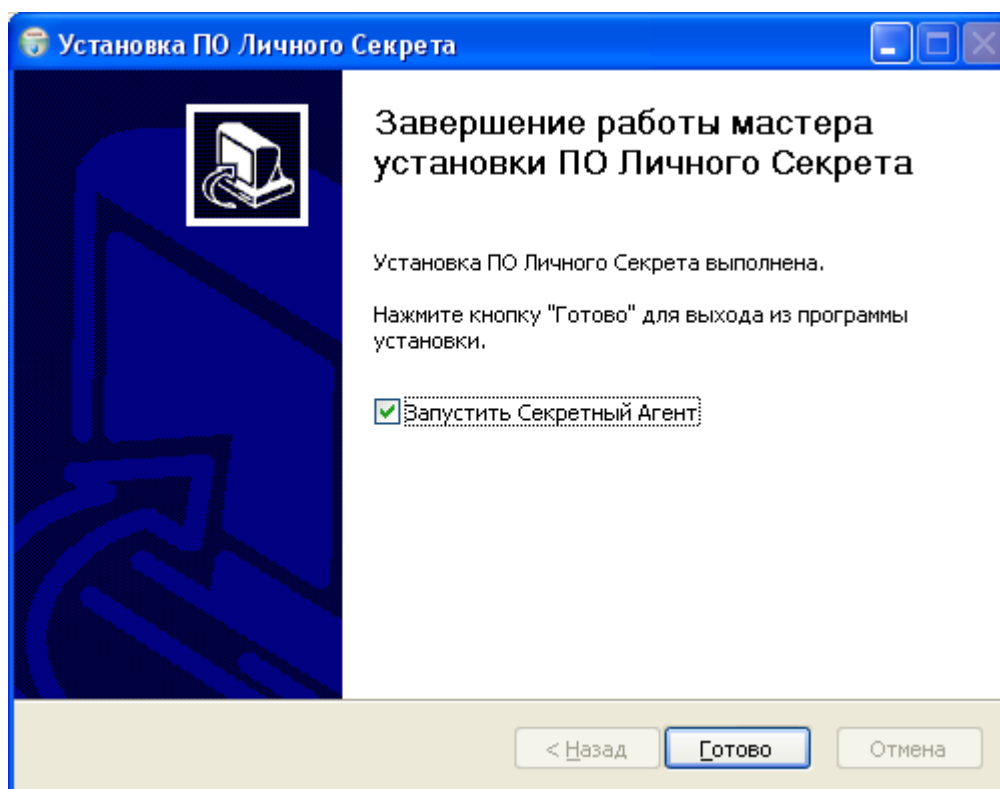 Установка ПО Личного Секрета
Завершение работы мастера
установки ПО Личного Секрета
Установка ПО Личного Секрета выполнена.
Нажмите кнопку "Готово" для выхода из программы
установки.
Запустить Секретный Агент
< Назад Готово Отмена